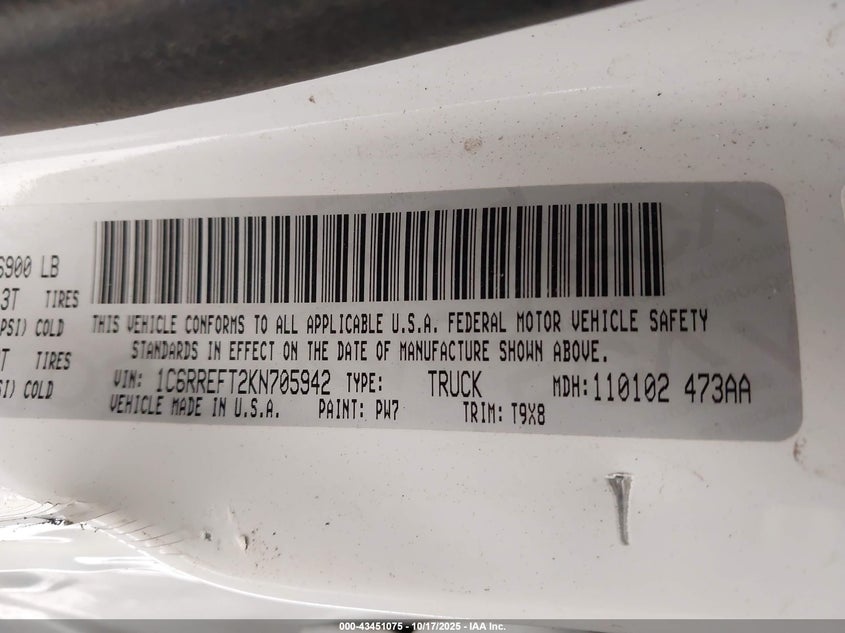 6900 LB
3T TIRES
PSI) COLD
T TIRES
SI) COLD
THIS VEHICLE CONFORMS TO ALL APPLICABLE U.S.A. FEDERAL MOTOR VEHICLE SAFETY
STANDARDS IN EFFECT ON THE DATE OF MANUFACTURE SHOWN ABOVE.
VIN: 1C6RREFT2KN705942 TYPE: TRUCK MDH:110102 473AA
VEHICLE MADE IN U.S.A. PAINT: PW7 TRIM: T9X8
000-43451075 - 10/17/2025 - IAA Inc.